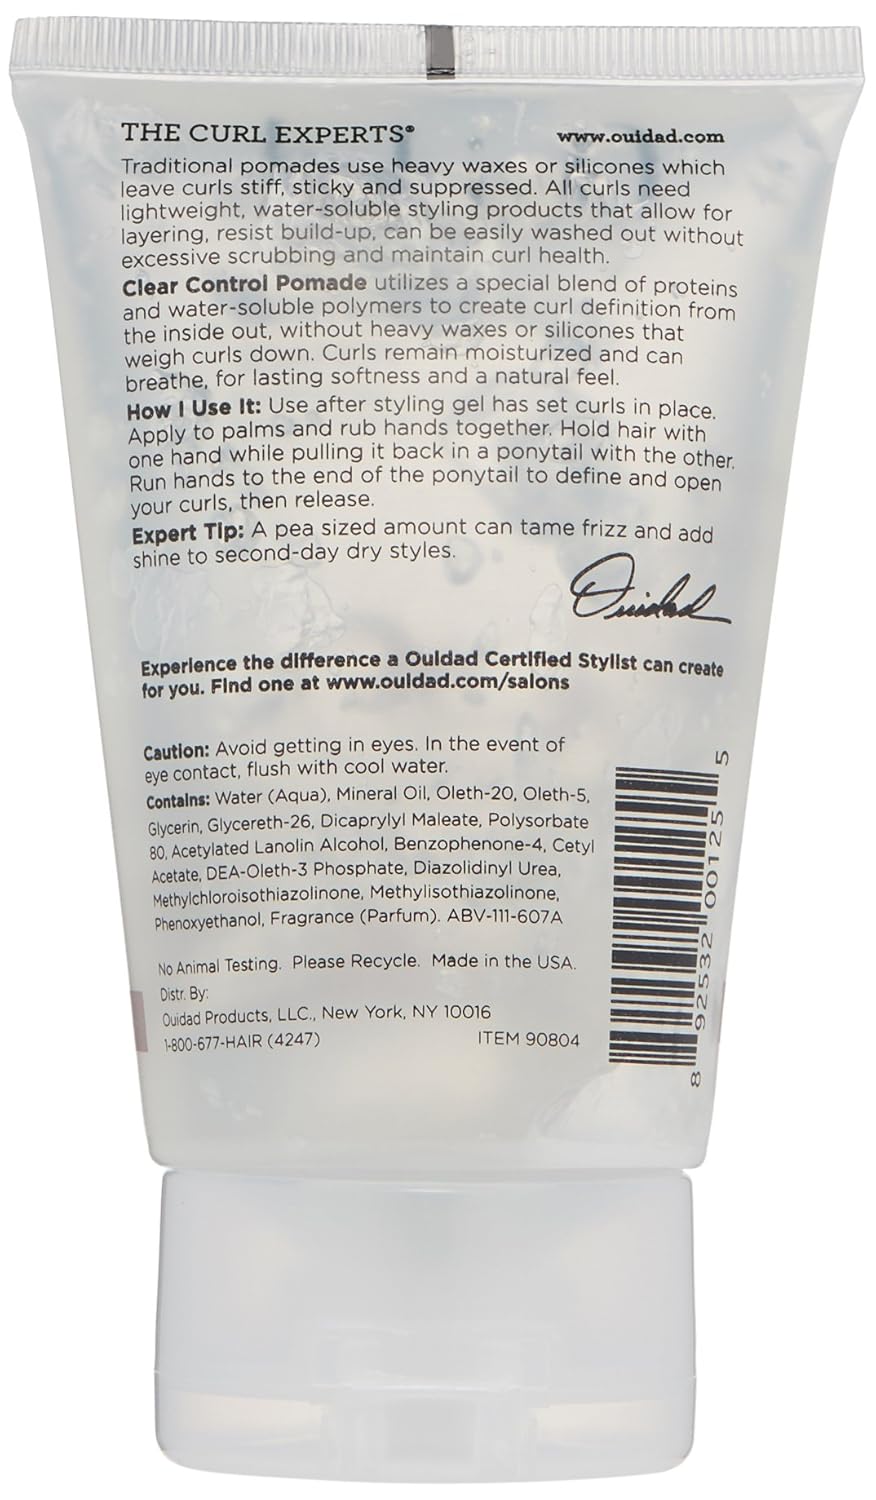 THE CURL EXPERTS® www.ouidad.com
Traditional pomades use heavy waxes or silicones which
leave curls stiff, sticky and suppressed. All curls need
lightweight, water-soluble styling products that allow for
layering, resist build-up, can be easily washed out without
excessive scrubbing and maintain curl health.
Clear Control Pomade utilizes a special blend of proteins
and water-soluble polymers to create curl definition from
the inside out, without heavy waxes or silicones that
weigh curls down. Curls remain moisturized and can
breathe, for lasting softness and a natural feel.
How I Use It: Use after styling gel has set curls in place.
Apply to palms and rub hands together. Hold hair with
one hand while pulling it back in a ponytail with the other.
Run hands to the end of the ponytail to define and open
your curls, then release.
Expert Tip: A pea sized amount can tame frizz and add
shine to second-day dry styles.
Ouidad
Experience the difference a Ouidad Certified Stylist can create
for you. Find one at www.ouidad.com/salons
Caution: Avoid getting in eyes. In the event of
eye contact, flush with cool water.
Contains: Water (Aqua), Mineral Oil, Oleth-20, Oleth-5,
Glycerin, Glycereth-26, Dicaprylyl Maleate, Polysorbate
80, Acetylated Lanolin Alcohol, Benzophenone-4, Cetyl
Acetate, DEA-Oleth-3 Phosphate, Diazolidinyl Urea,
Methylchloroisothiazolinone, Methylisothiazolinone,
Phenoxyethanol, Fragrance (Parfum). ABV-111-607A
No Animal Testing. Please Recycle. Made in the USA.
Distr. By:
Ouidad Products, LLC., New York, NY 10016
1-800-677-HAIR (4247) ITEM 90804
8 92532 00125 5